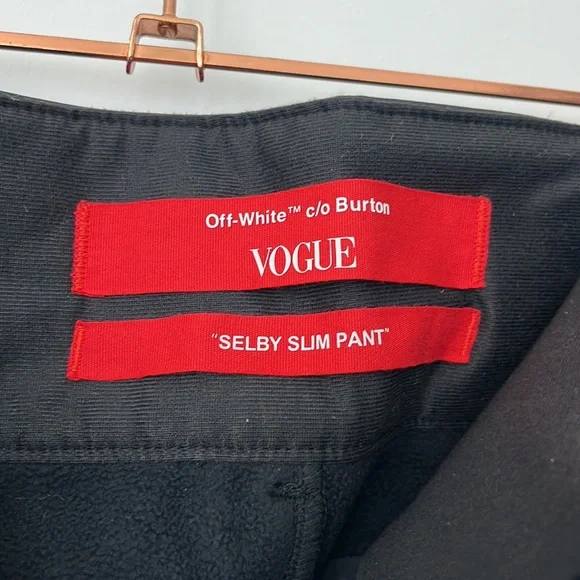 Off-White™ c/o Burton
VOGUE
"SELBY SLIM PANT"